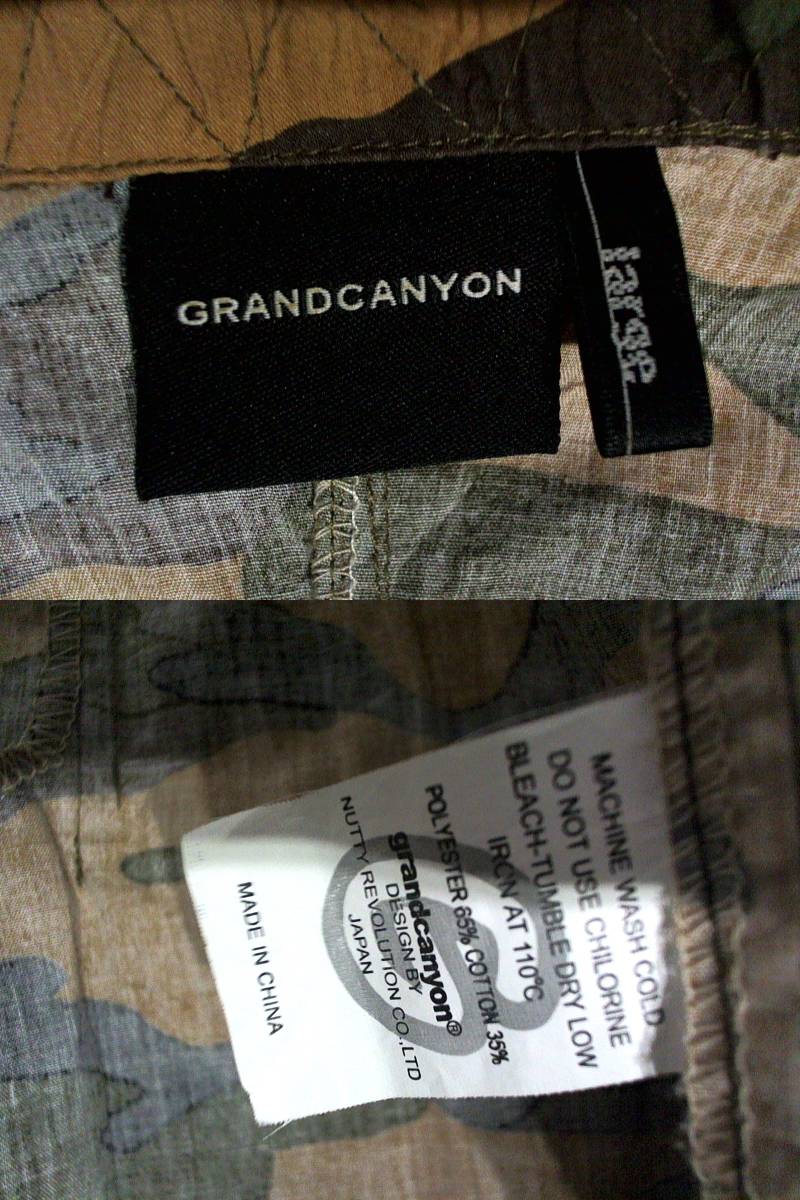 GRANDCANYON
Large
MACHINE WASH COLD
DO NOT USE CHILORINE
BLEACH-TUMBLE DRY LOW
IRON AT 110°C
POLYESTER 65% COTTON 35%
grandcanyon®
DESIGN BY
NUTTY REVOLUTION CO.,LTD
JAPAN
MADE IN CHINA